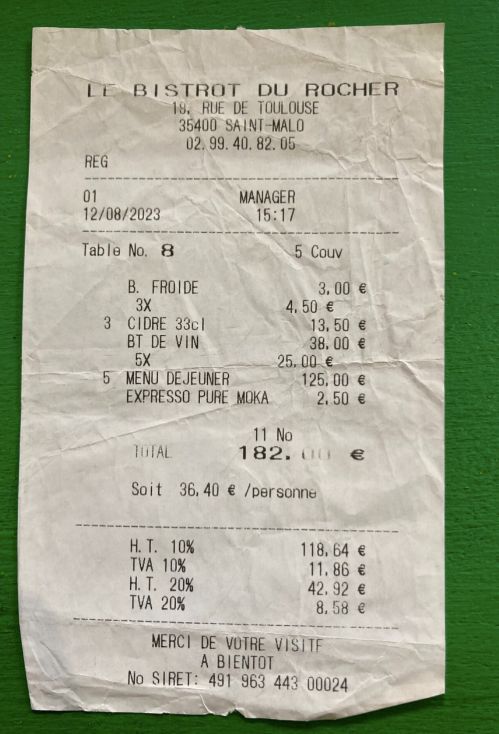 LE BISTROT DU ROCHER
19, RUE DE TOULOUSE
35400 SAINT-MALO
02.99.40.82.05
REG
01 MANAGER
12/08/2023 15:17
Table No. 8 5 Couv
B. FROIDE 3,00 €
3X 4,50 €
3 CIDRE 33cl 13,50 €
BT DE VIN 38,00 €
5X 25,00 €
5 MENU DEJEUNER 125,00 €
EXPRESSO PURE MOKA 2,50 €
11 No
TOTAL 182.00 €
Soit 36,40 € /personne
H.T. 10% 118,64 €
TVA 10% 11,86 €
H.T. 20% 42,92 €
TVA 20% 8,58 €
MERCI DE VOTRE VISITE
A BIENTOT
No SIRET: 491 963 443 00024